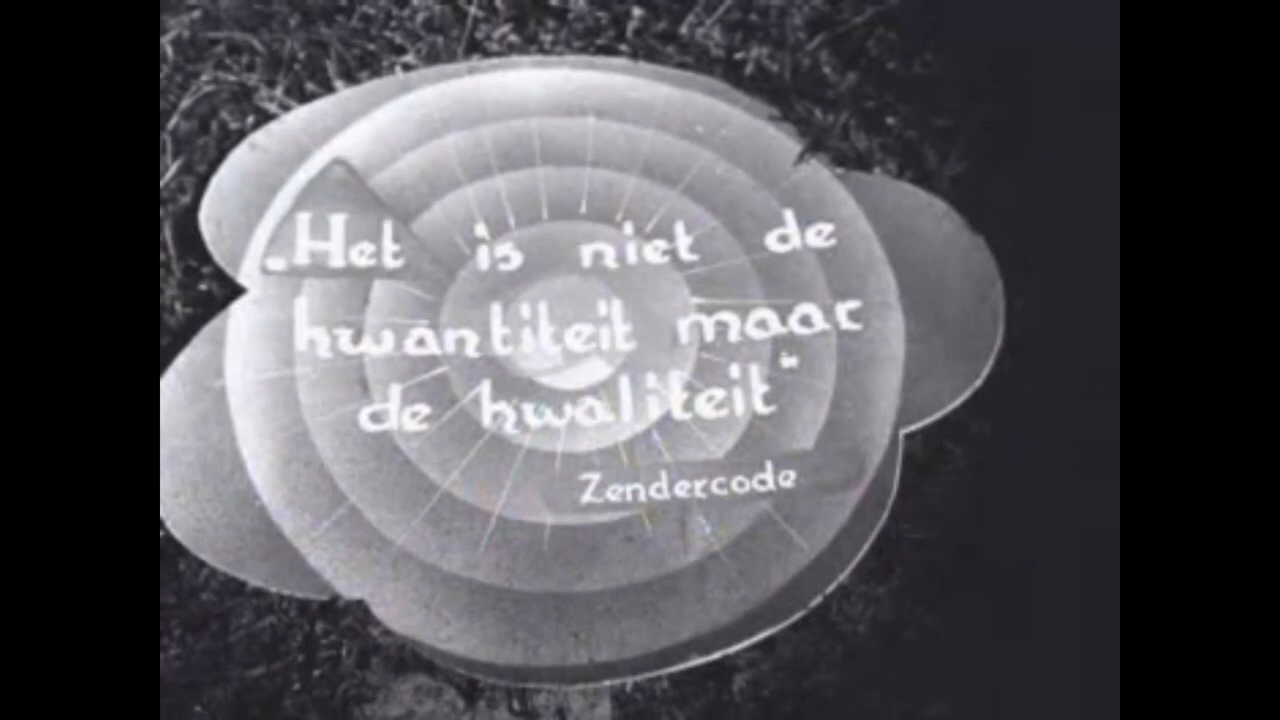 „Het is niet de
kwantiteit maar
de kwaliteit"
Zendercode